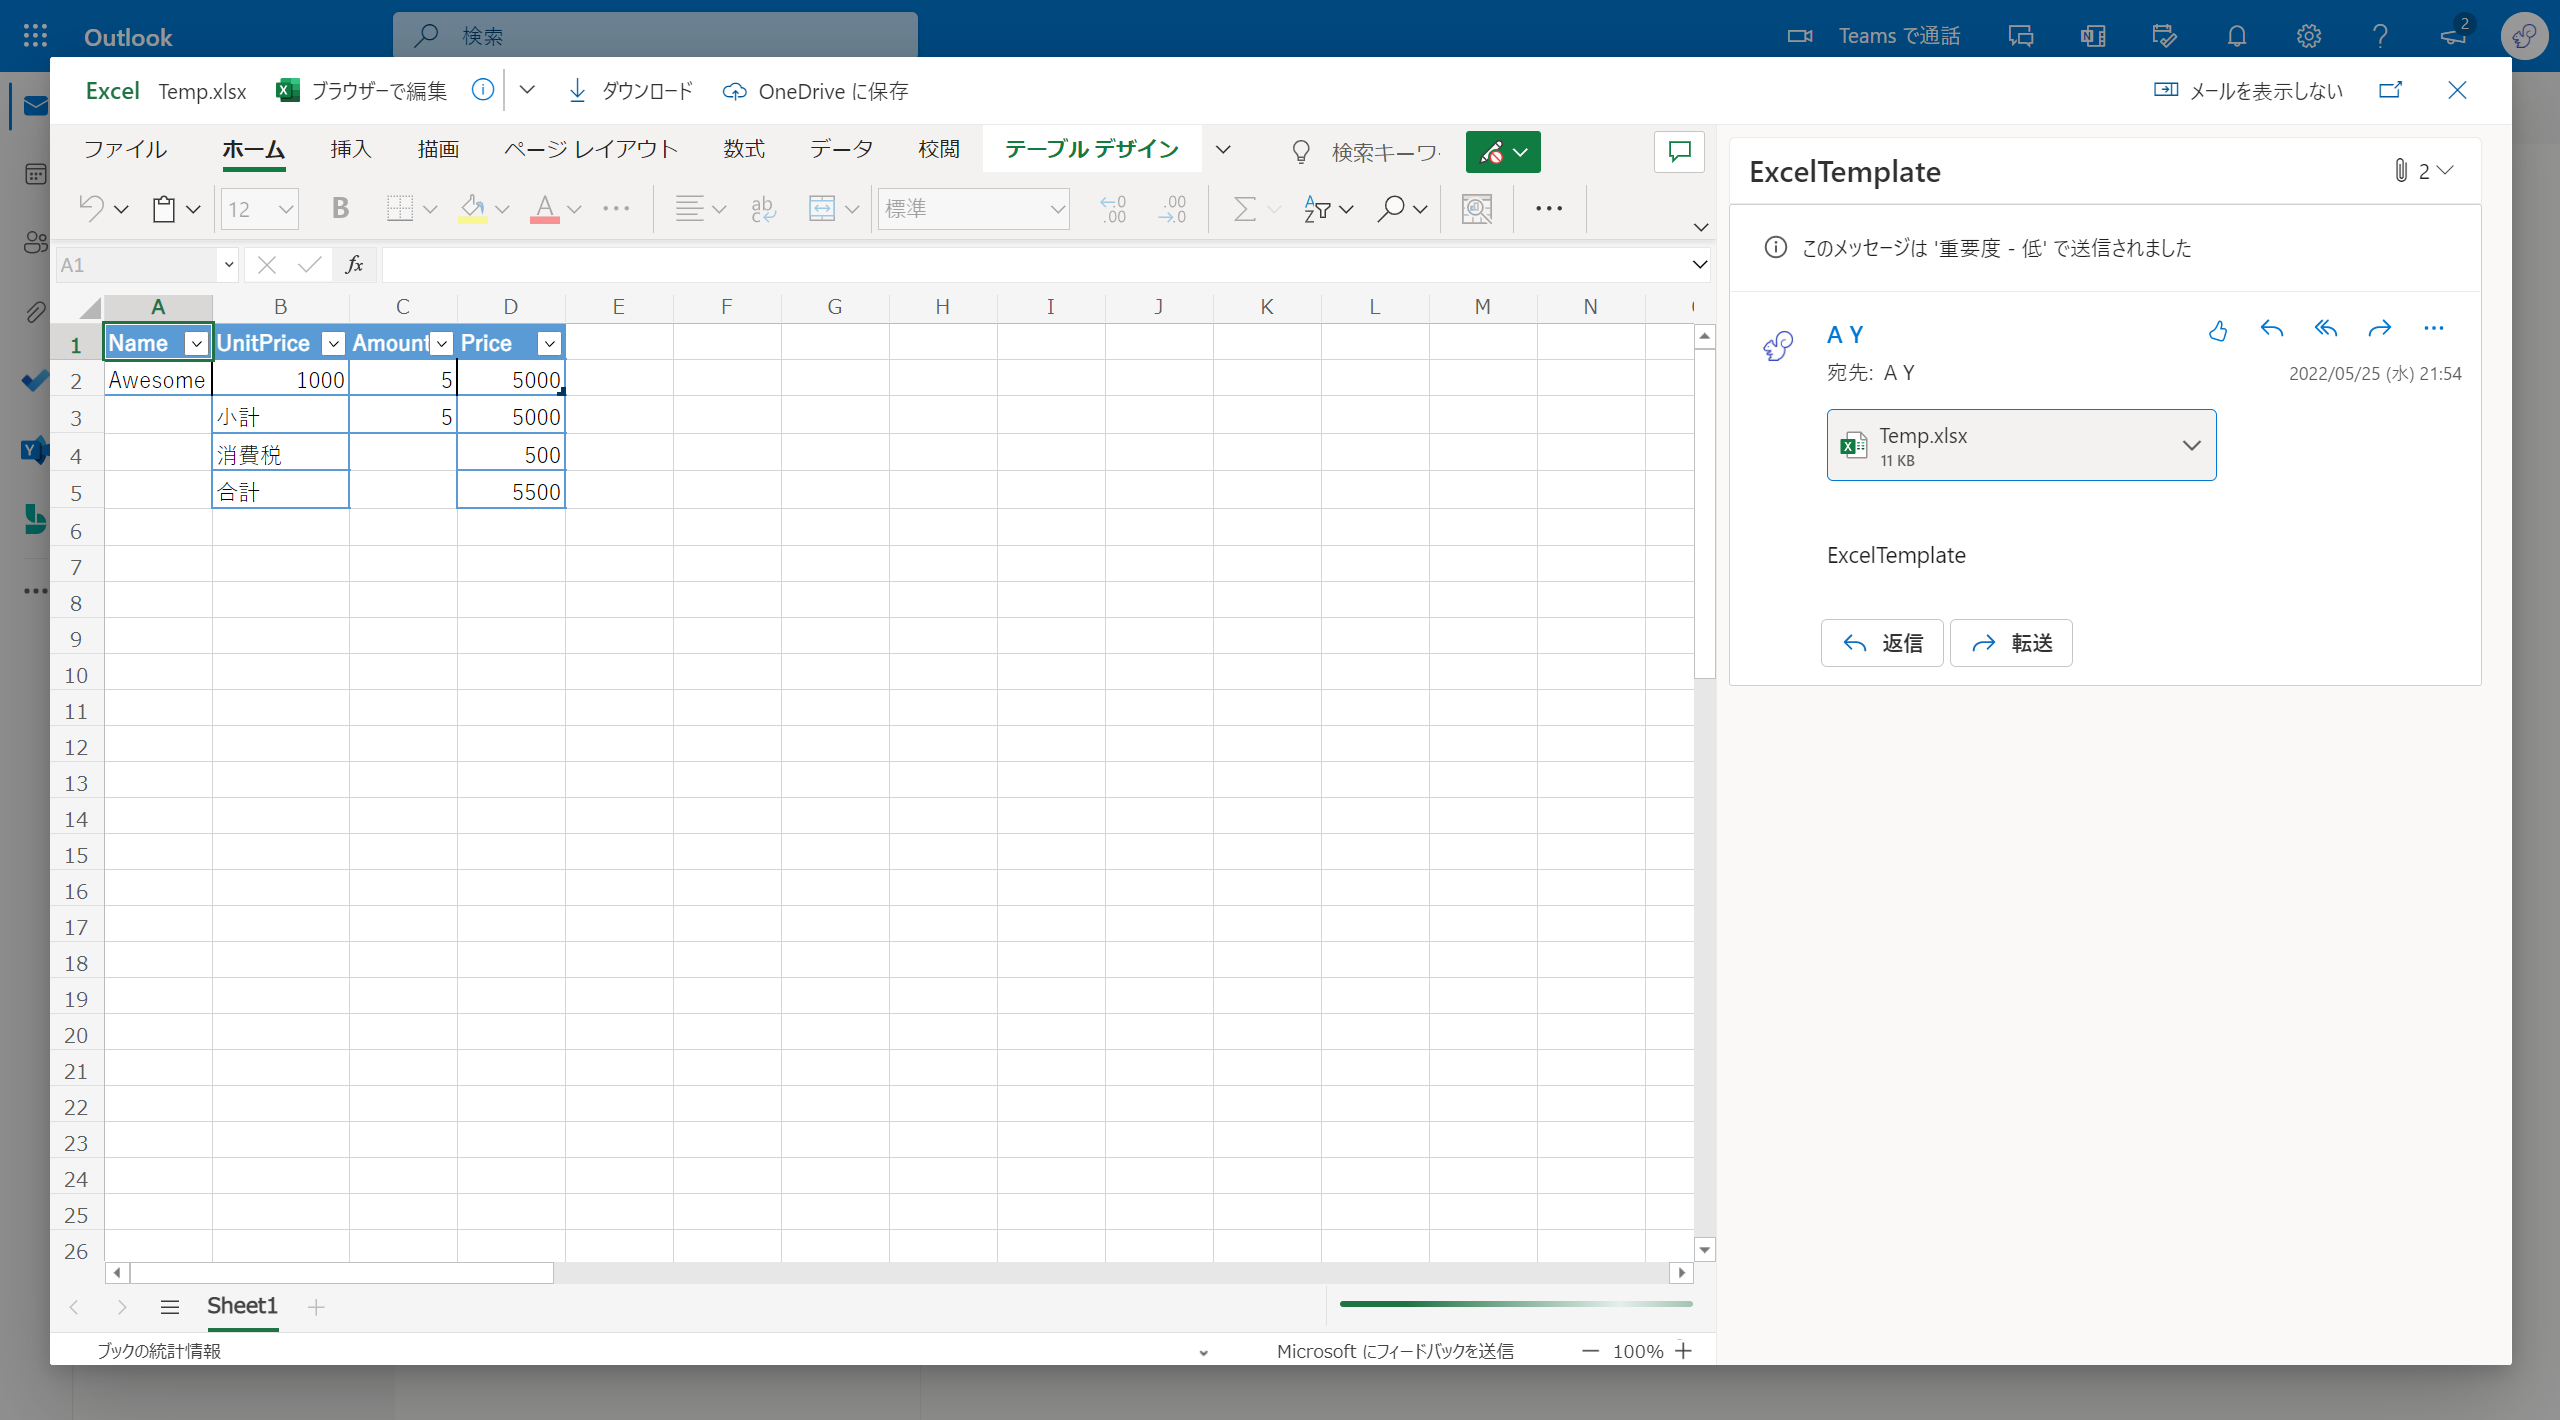 Outlook
検索
Teams で通話
2
Excel Temp.xlsx ブラウザーで編集 ダウンロード OneDrive に保存
メールを表示しない
ファイル ホーム 挿入 描画 ページ レイアウト 数式 データ 校閲 テーブル デザイン 検索キーワ
12 B A ab c 標準 .0 .00 .00 .0 Σ A Z
A1 fx
A B C D E F G H I J K L M N
1 Name UnitPrice Amount Price
2 Awesome 1000 5 5000
3 小計 5 5000
4 消費税 500
5 合計 5500
6
7
8
9
10
11
12
13
14
15
16
17
18
19
20
21
22
23
24
25
26
Sheet1
ブックの統計情報
Microsoft にフィードバックを送信
100%
ExcelTemplate
2
このメッセージは '重要度 - 低' で送信されました
A Y
宛先: A Y
2022/05/25 (水) 21:54
Temp.xlsx
11 KB
ExcelTemplate
返信 転送